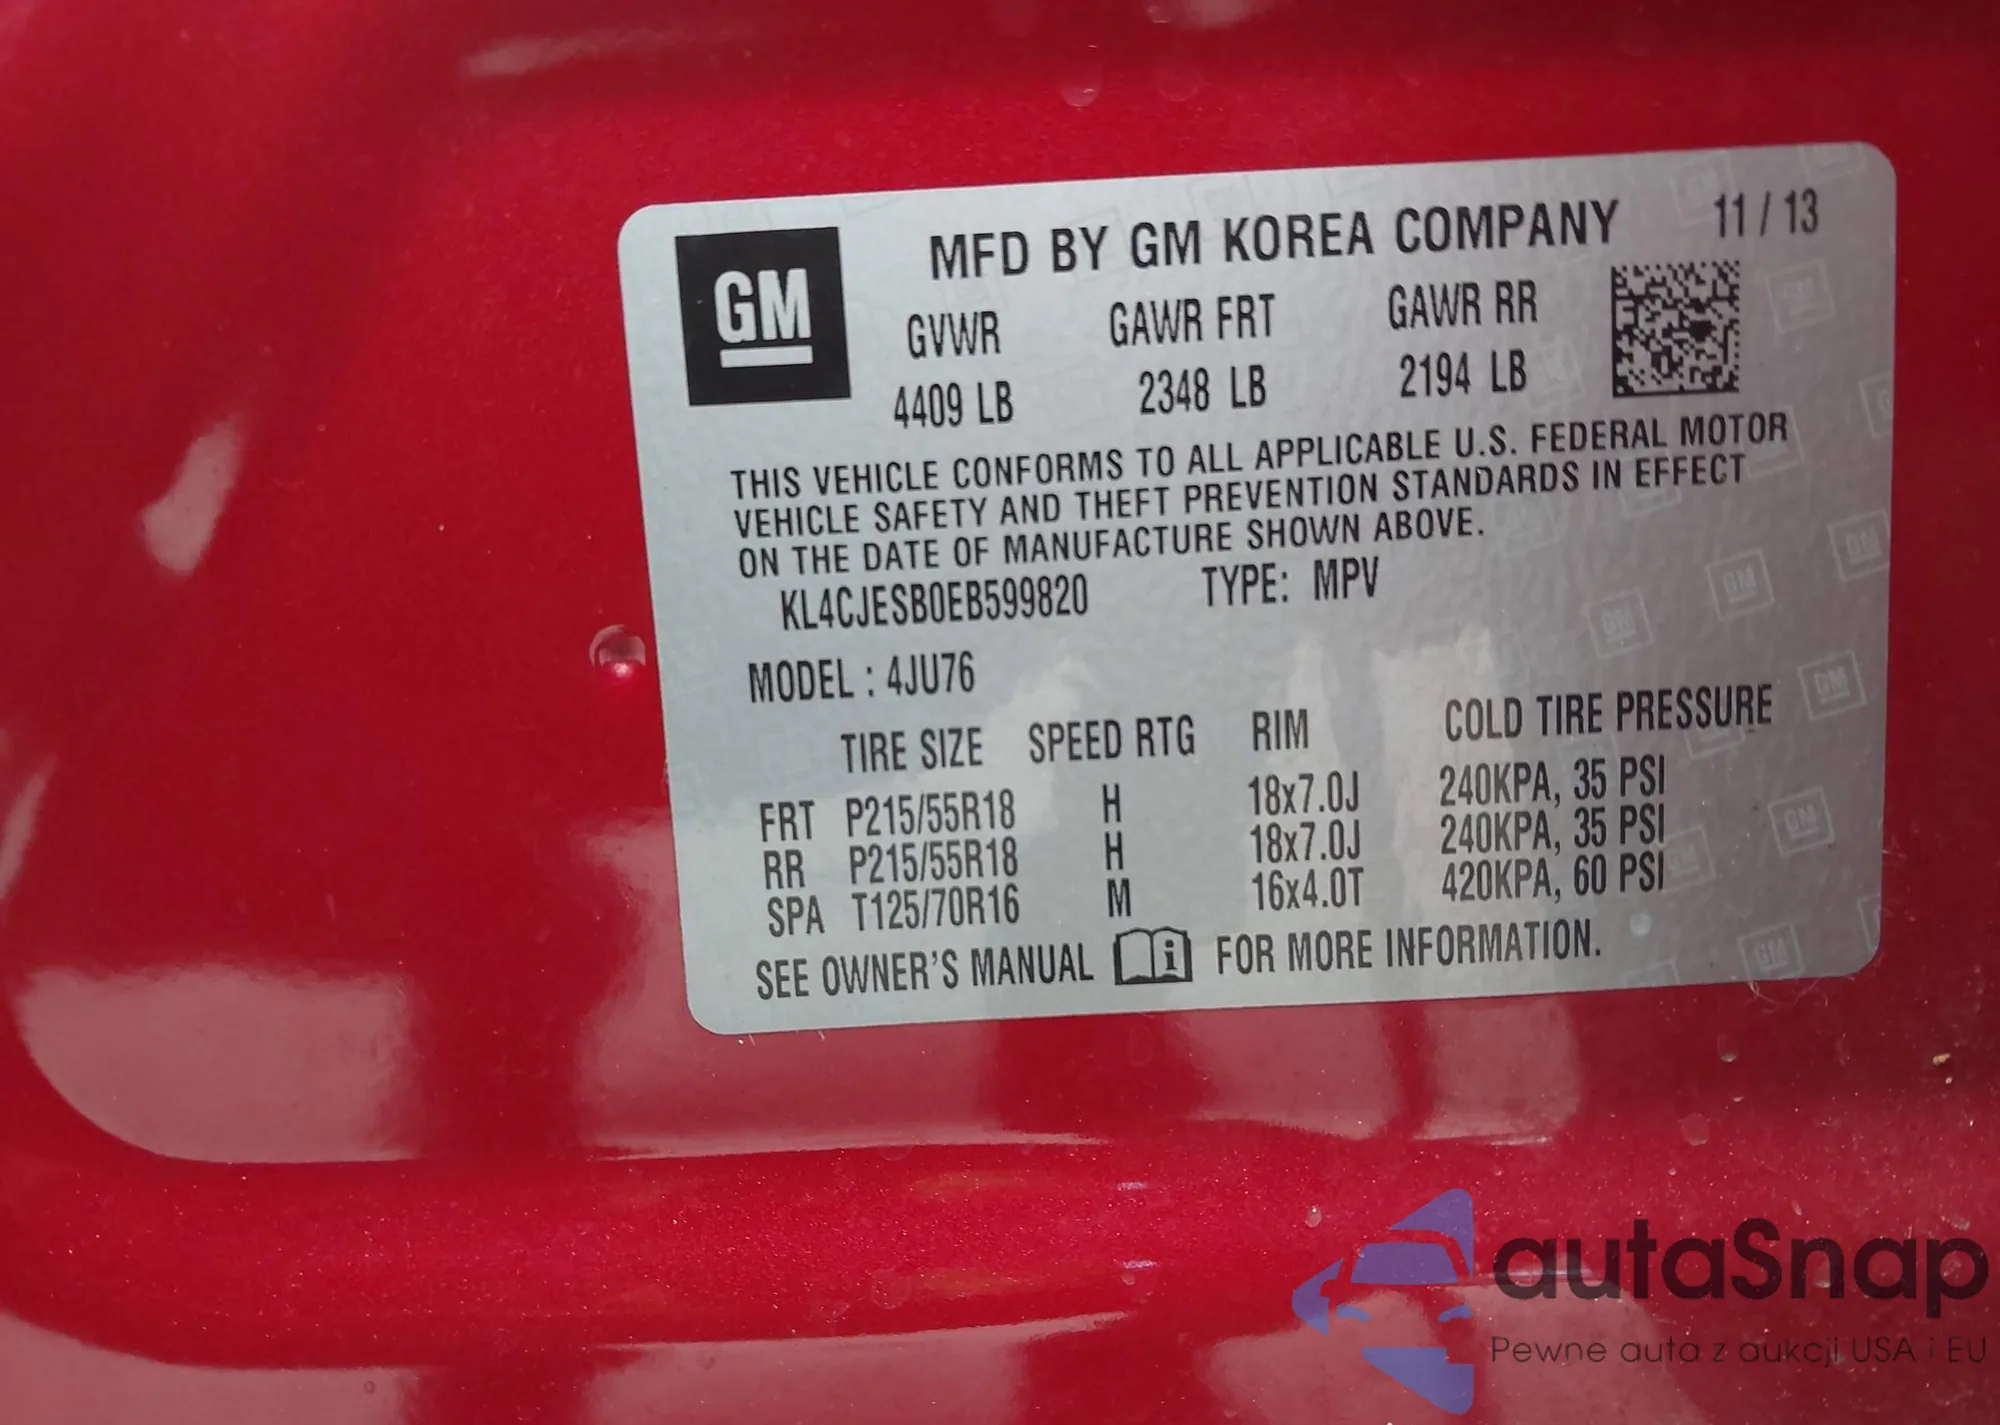 GM
MFD BY GM KOREA COMPANY 11 / 13
GVWR GAWR FRT GAWR RR
4409 LB 2348 LB 2194 LB
THIS VEHICLE CONFORMS TO ALL APPLICABLE U.S. FEDERAL MOTOR
VEHICLE SAFETY AND THEFT PREVENTION STANDARDS IN EFFECT
ON THE DATE OF MANUFACTURE SHOWN ABOVE.
KL4CJESB0EB599820 TYPE: MPV
MODEL : 4JU76
TIRE SIZE SPEED RTG RIM COLD TIRE PRESSURE
FRT P215/55R18 H 18x7.0J 240KPA, 35 PSI
RR P215/55R18 H 18x7.0J 240KPA, 35 PSI
SPA T125/70R16 M 16x4.0T 420KPA, 60 PSI
SEE OWNER'S MANUAL FOR MORE INFORMATION.
autaSnap
Pewne auta z aukcji USA i EU